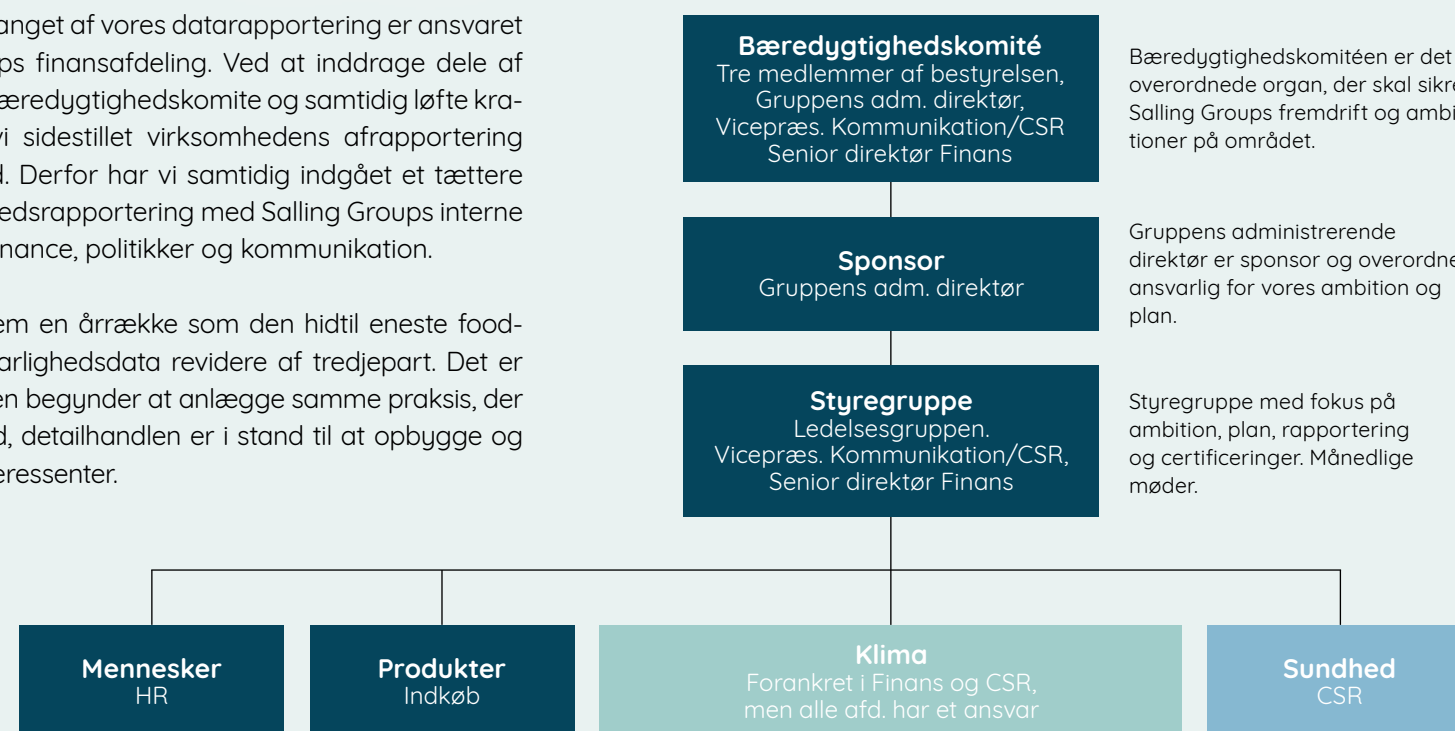 anget af vores datarapportering er ansvaret
ps finansafdeling. Ved at inddrage dele af
æredygtighedskomite og samtidig løfte kra-
vi sidestillet virksomhedens afrapportering
d. Derfor har vi samtidig indgået et tættere
edsrapportering med Salling Groups interne
nance, politikker og kommunikation.
em en årrække som den hidtil eneste food-
arlighedsdata revidere af tredjepart. Det er
en begynder at anlægge samme praksis, der
d, detailhandlen er i stand til at opbygge og
eressenter.
Bæredygtighedskomité
Tre medlemmer af bestyrelsen,
Gruppens adm. direktør,
Vicepræs. Kommunikation/CSR
Senior direktør Finans
Bæredygtighedskomitéen er det
overordnede organ, der skal sikre
Salling Groups fremdrift og ambi
tioner på området.
Sponsor
Gruppens adm. direktør
Gruppens administrerende
direktør er sponsor og overordne
ansvarlig for vores ambition og
plan.
Styregruppe
Ledelsesgruppen.
Vicepræs. Kommunikation/CSR,
Senior direktør Finans
Styregruppe med fokus på
ambition, plan, rapportering
og certificeringer. Månedlige
møder.
Mennesker
HR
Produkter
Indkøb
Klima
Forankret i Finans og CSR,
men alle afd. har et ansvar
Sundhed
CSR